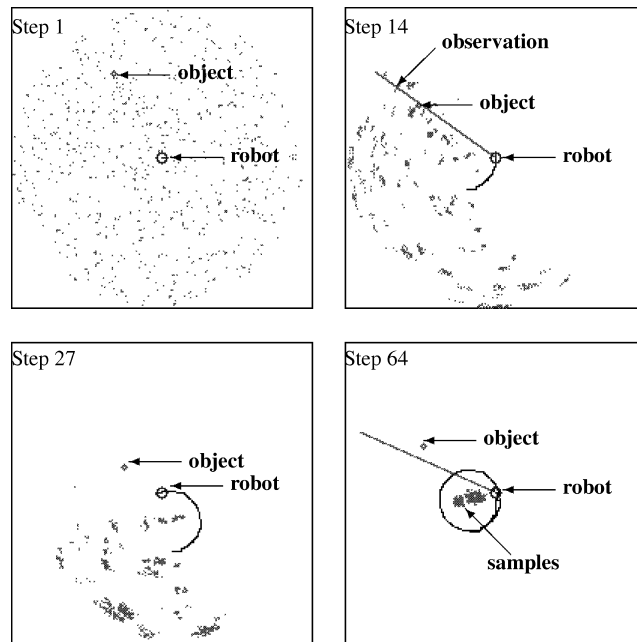 Step 1
object
robot
Step 14
observation
object
robot
Step 27
object
robot
Step 64
object
robot
samples